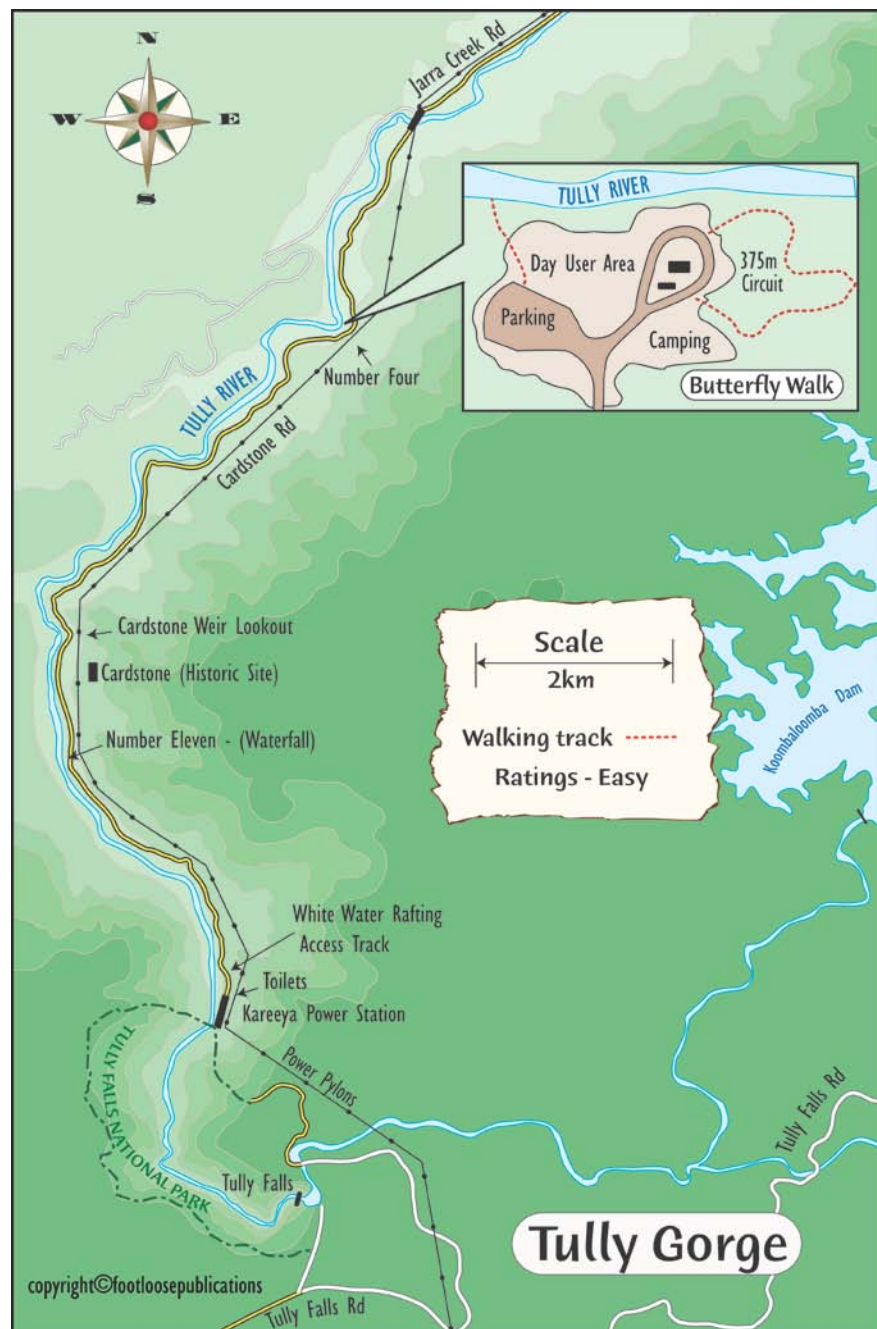 N
W
E
S
Jarra Creek Rd
TULLY RIVER
Day User Area
375m
Circuit
Parking
Camping
Butterfly Walk
Number Four
TULLY RIVER
Cardstone Rd
Cardstone Weir Lookout
Cardstone (Historic Site)
Number Eleven - (Waterfall)
Scale
2km
Walking track
Ratings - Easy
Koombaloomba Dam
White Water Rafting
Access Track
Toilets
Kareeya Power Station
Power Pylons
TULLY FALLS NATIONAL PARK
Tully Falls
Tully Falls Rd
Tully Gorge
copyright©footloosepublications
Tully Falls Rd